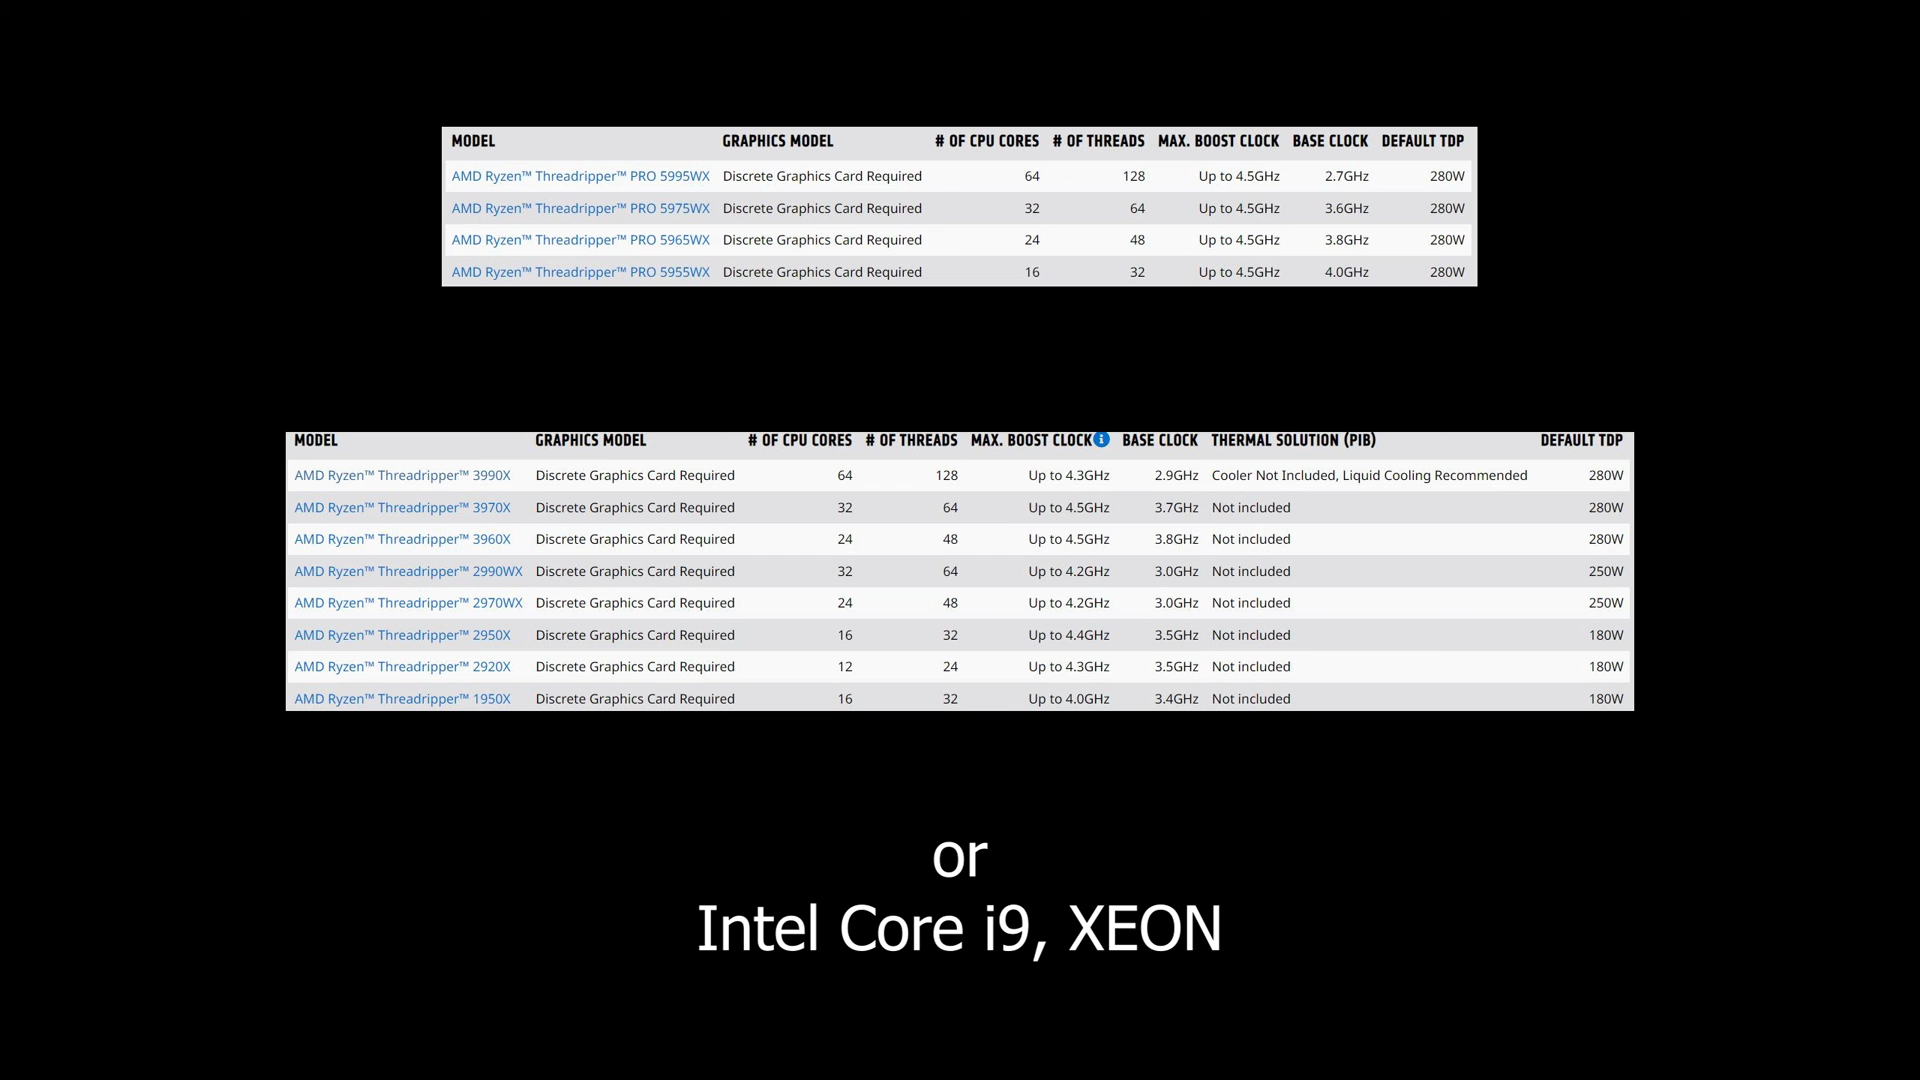 MODEL GRAPHICS MODEL # OF CPU CORES # OF THREADS MAX. BOOST CLOCK BASE CLOCK DEFAULT TDP
AMD Ryzen™ Threadripper™ PRO 5995WX Discrete Graphics Card Required 64 128 Up to 4.5GHz 2.7GHz 280W
AMD Ryzen™ Threadripper™ PRO 5975WX Discrete Graphics Card Required 32 64 Up to 4.5GHz 3.6GHz 280W
AMD Ryzen™ Threadripper™ PRO 5965WX Discrete Graphics Card Required 24 48 Up to 4.5GHz 3.8GHz 280W
AMD Ryzen™ Threadripper™ PRO 5955WX Discrete Graphics Card Required 16 32 Up to 4.5GHz 4.0GHz 280W
MODEL GRAPHICS MODEL # OF CPU CORES # OF THREADS MAX. BOOST CLOCK i BASE CLOCK THERMAL SOLUTION (PIB) DEFAULT TDP
AMD Ryzen™ Threadripper™ 3990X Discrete Graphics Card Required 64 128 Up to 4.3GHz 2.9GHz Cooler Not Included, Liquid Cooling Recommended 280W
AMD Ryzen™ Threadripper™ 3970X Discrete Graphics Card Required 32 64 Up to 4.5GHz 3.7GHz Not included 280W
AMD Ryzen™ Threadripper™ 3960X Discrete Graphics Card Required 24 48 Up to 4.5GHz 3.8GHz Not included 280W
AMD Ryzen™ Threadripper™ 2990WX Discrete Graphics Card Required 32 64 Up to 4.2GHz 3.0GHz Not included 250W
AMD Ryzen™ Threadripper™ 2970WX Discrete Graphics Card Required 24 48 Up to 4.2GHz 3.0GHz Not included 250W
AMD Ryzen™ Threadripper™ 2950X Discrete Graphics Card Required 16 32 Up to 4.4GHz 3.5GHz Not included 180W
AMD Ryzen™ Threadripper™ 2920X Discrete Graphics Card Required 12 24 Up to 4.3GHz 3.5GHz Not included 180W
AMD Ryzen™ Threadripper™ 1950X Discrete Graphics Card Required 16 32 Up to 4.0GHz 3.4GHz Not included 180W
or
Intel Core i9, XEON